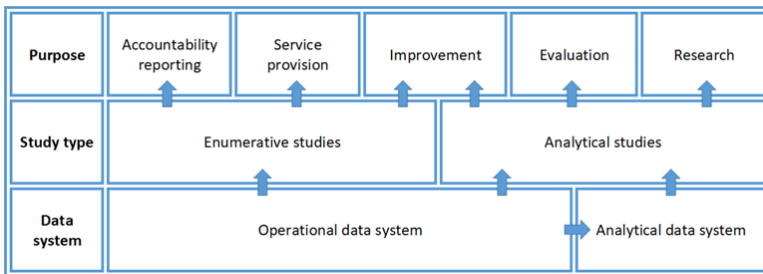 Purpose
Accountability
reporting
Service
provision
Improvement
Evaluation
Research
Study type
Enumerative studies
Analytical studies
Data
system
Operational data system
Analytical data system